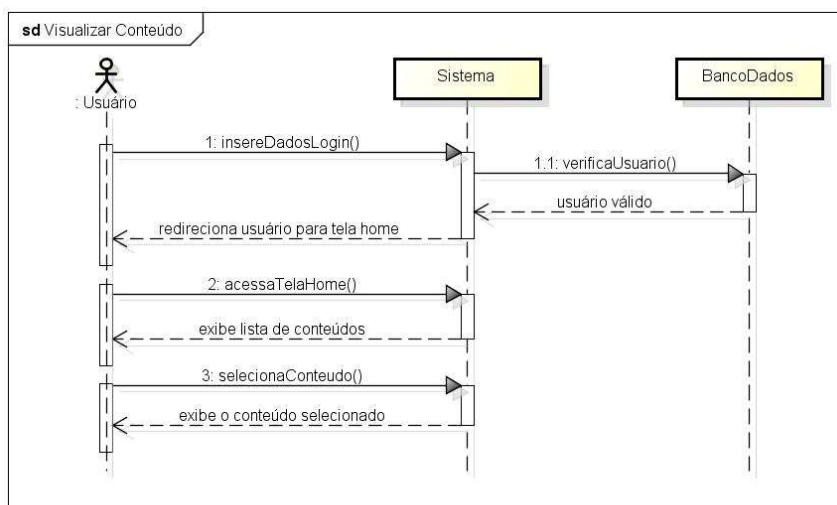 sd Visualizar Conteúdo
: Usuário
Sistema
BancoDados
1: insereDadosLogin()
1.1: verificaUsuario()
usuário válido
redireciona usuário para tela home
2: acessaTelaHome()
exibe lista de conteúdos
3: selecionaConteudo()
exibe o conteúdo selecionado